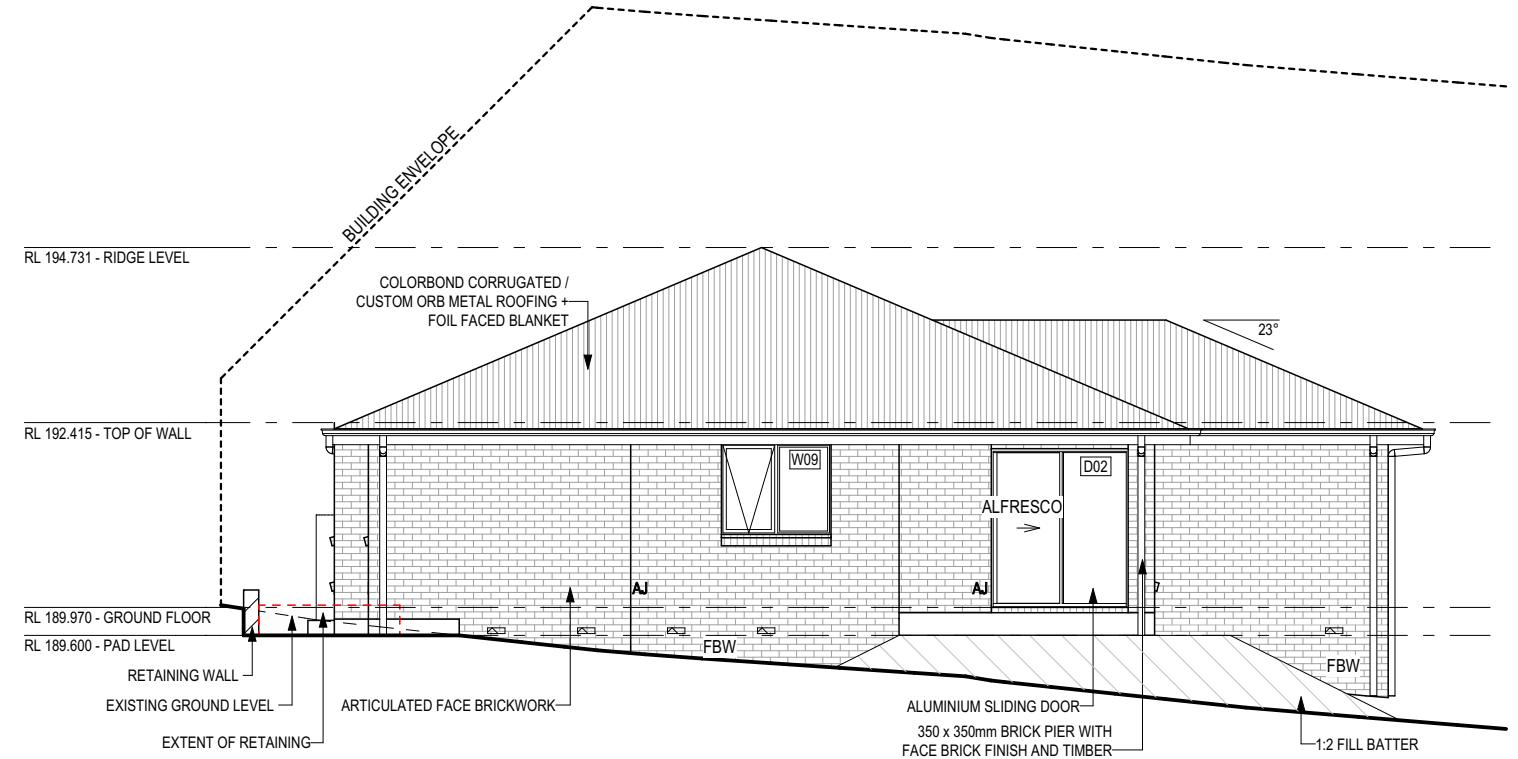 BUILDING ENVELOPE
RL 194.731 - RIDGE LEVEL
COLORBOND CORRUGATED /
CUSTOM ORB METAL ROOFING +
FOIL FACED BLANKET
23°
RL 192.415 - TOP OF WALL
W09
D02
ALFRESCO
AJ
AJ
RL 189.970 - GROUND FLOOR
RL 189.600 - PAD LEVEL
FBW
FBW
RETAINING WALL
EXISTING GROUND LEVEL
EXTENT OF RETAINING
ARTICULATED FACE BRICKWORK
ALUMINIUM SLIDING DOOR
350 x 350mm BRICK PIER WITH
FACE BRICK FINISH AND TIMBER
1:2 FILL BATTER